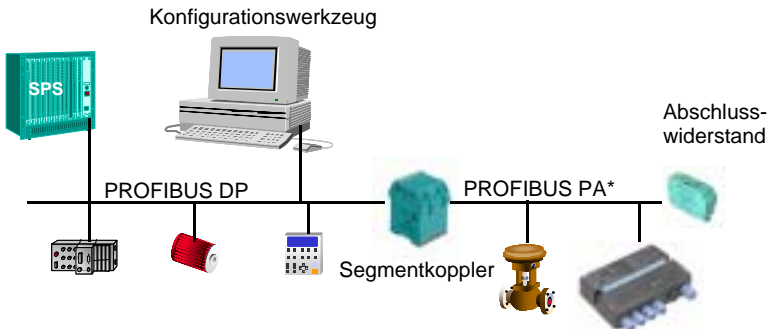 Konfigurationswerkzeug
SPS
Abschluss-
widerstand
PROFIBUS DP
PROFIBUS PA*
Segmentkoppler